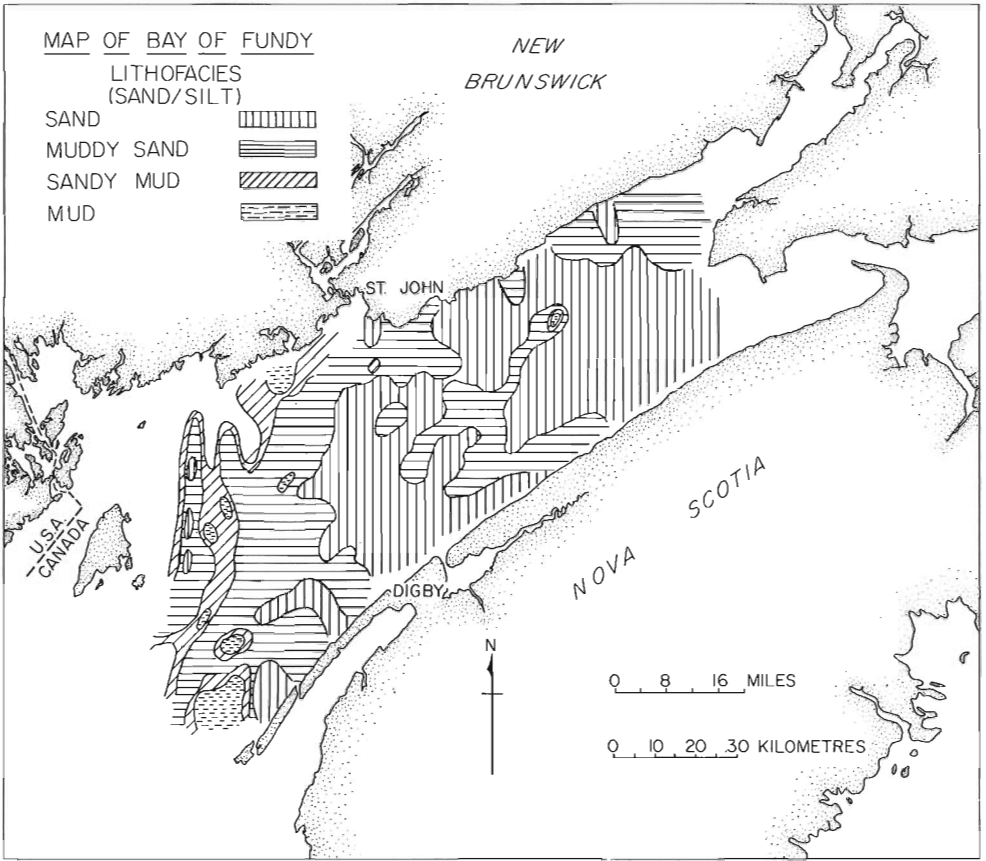 MAP OF BAY OF FUNDY
LITHOFACIES
(SAND/SILT)
SAND
MUDDY SAND
SANDY MUD
MUD
NEW
BRUNSWICK
ST. JOHN
U.S.A.
CANADA
NOVA SCOTIA
DIGBY
N
0 8 16 MILES
0 10 20 30 KILOMETRES